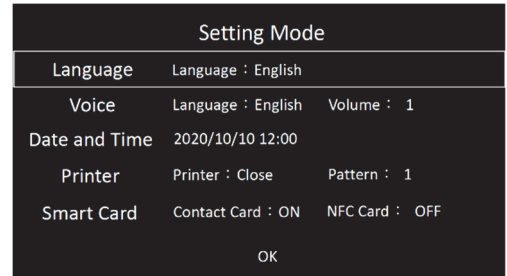 Setting Mode
Language Language：English
Voice Language：English Volume： 1
Date and Time 2020/10/10 12:00
Printer Printer：Close Pattern： 1
Smart Card Contact Card：ON NFC Card： OFF
OK